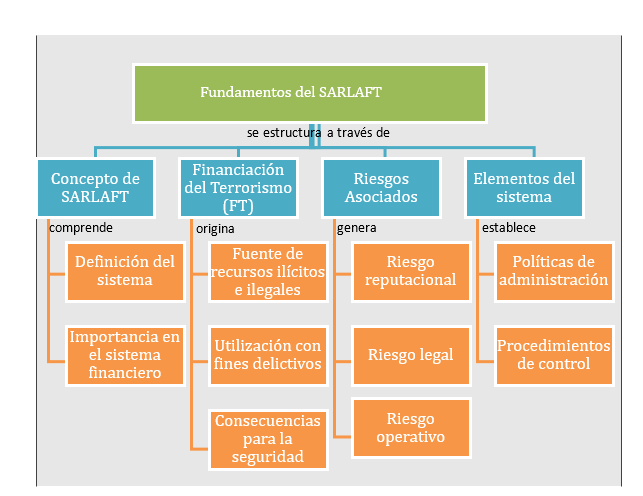 Fundamentos del SARLAFT
se estructura a través de
Concepto de
SARLAFT
Financiación
del Terrorismo
(FT)
Riesgos
Asociados
Elementos del
sistema
comprende
origina
genera
establece
Definición del
sistema
Fuente de
recursos ilícitos
e ilegales
Riesgo
reputacional
Políticas de
administración
Importancia en
el sistema
financiero
Utilización con
fines delictivos
Riesgo legal
Procedimientos
de control
Consecuencias
para la
seguridad
Riesgo
operativo